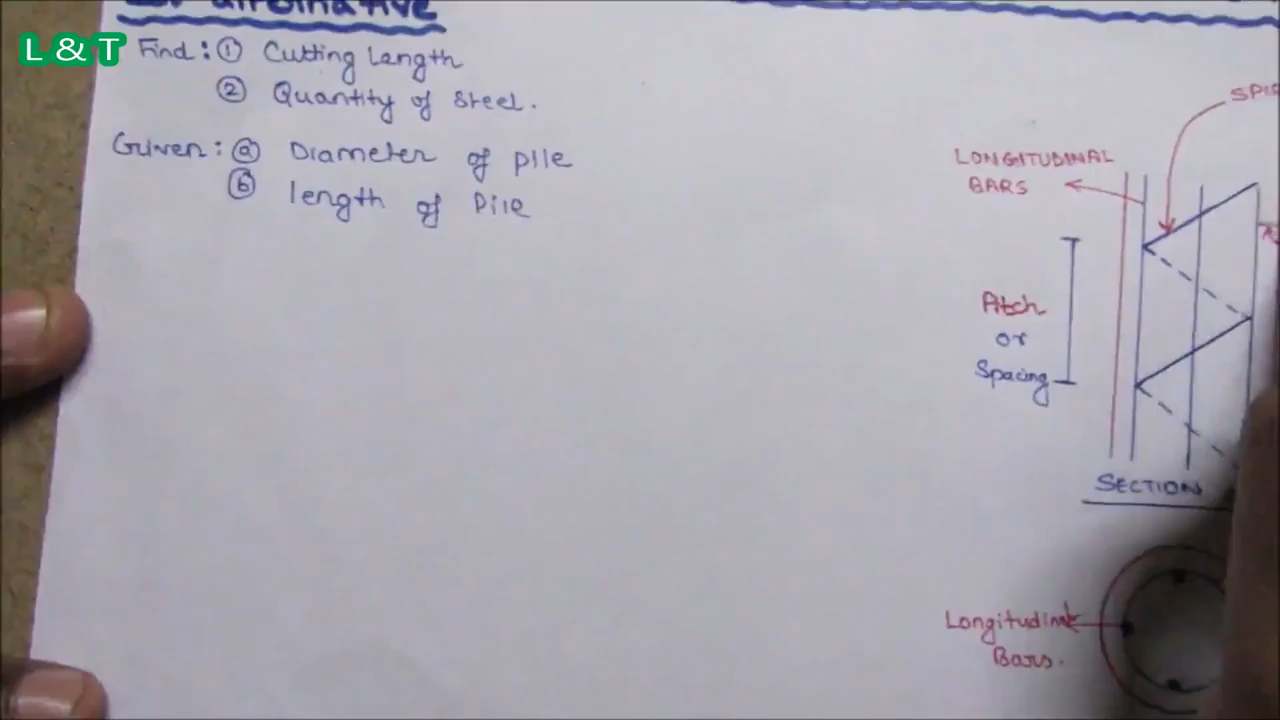 L & T
Find: ① Cutting Length
② Quantity of Steel.
Given: ⓐ Diameter of pile
ⓑ length of Pile
LONGITUDINAL
BARS
Pitch
or
Spacing
SECTION
Longitudinal
Bars.